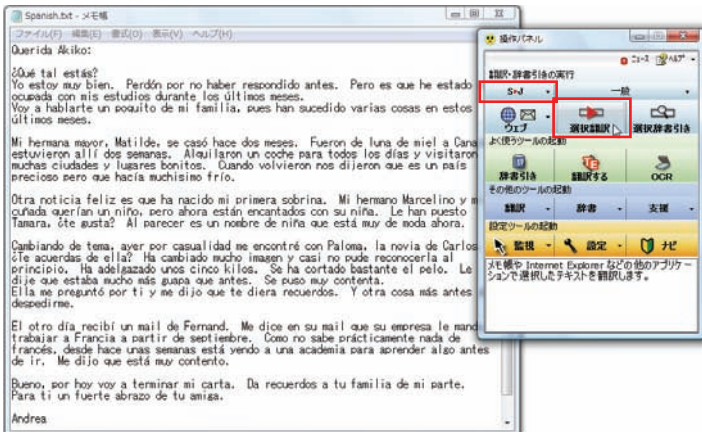 Spanish.txt - メモ帳
ファイル(F) 編集(E) 書式(O) 表示(V) ヘルプ(H)
Querida Akiko:
¿Qué tal estás?
Yo estoy muy bien. Perdón por no haber respondido antes. Pero es que he estado
ocupada con mis estudios durante los últimos meses.
Voy a hablarte un poquito de mi familia, pues han sucedido varias cosas en estos
últimos meses.
Mi hermana mayor, Matilde, se casó hace dos meses. Fueron de luna de miel a Cana
estuvieron allí dos semanas. Alquilaron un coche para todos los días y visitaron
muchas ciudades y lugares bonitos. Cuando volvieron nos dijeron que es un país
precioso pero que hacía muchísimo frío.
Otra noticia feliz es que ha nacido mi primera sobrina. Mi hermano Marcelino y m
cuñada querían un niño, pero ahora están encantados con su niña. Le han puesto
Tamara, ¿te gusta? Al parecer es un nombre de niña que está muy de moda ahora.
Cambiando de tema, ayer por casualidad me encontré con Paloma, la novia de Carlos
¿Te acuerdas de ella? Ha cambiado mucho imagen y casi no pude reconocerla al
principio. Ha adelgazado unos cinco kilos. Se ha cortado bastante el pelo. Le
dije que estaba mucho más guapa que antes. Se puso muy contenta.
Ella me preguntó por ti y me dijo que te diera recuerdos. Y otra cosa más antes
despedirme.
El otro día recibí un mail de Fernand. Me dice en su mail que su empresa le mand
trabajar a Francia a partir de septiembre. Como no sabe prácticamente nada de
francés, desde hace unas semanas está yendo a una academia para aprender algo antes
de ir. Me dijo que está muy contento.
Bueno, por hoy voy a terminar mi carta. Da recuerdos a tu familia de mi parte.
Para ti un fuerte abrazo de tu amiga.
Andrea
操作パネル
ニュース ヘルプ
翻訳・辞書引きの実行
S→J 一般
ウェブ 選択翻訳 選択辞書引き
よく使うツールの起動
辞書引き 翻訳する OCR
その他のツールの起動
翻訳 辞書 支援
設定ツールの起動
監視 設定 ナビ
メモ帳や Internet Explorer などの他のアプリケー
ションで選択したテキストを翻訳します。